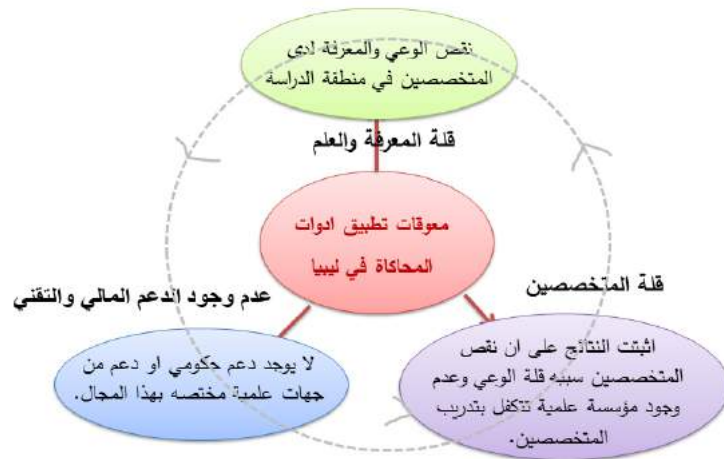 نقص الوعي والمعرفة لدى
المتخصصين في منطقة الدراسة
قلة المعرفة والعلم
معوقات تطبيق ادوات
المحاكاة في ليبيا
قلة المتخصصين
عدم وجود الدعم المالي والتقني
اثبتت النتائج على ان نقص
المتخصصين سببه قلة الوعي وعدم
وجود مؤسسة علمية تتكفل بتدريب
المتخصصين.
لا يوجد دعم حكومي او دعم من
جهات علمية مختصه بهذا المجال.